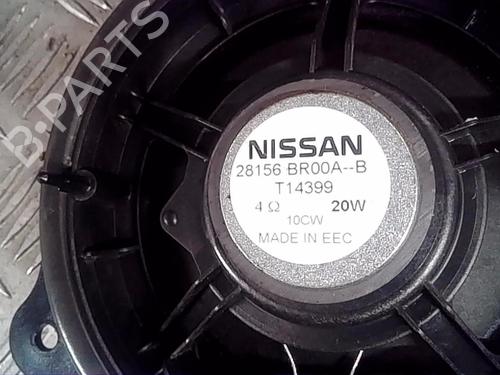 B-PARTS
NISSAN
28156 BR00A--B
T14399
4 Ω 20W
10CW
MADE IN EEC